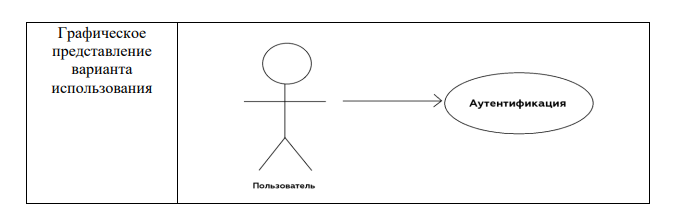 Графическое
представление
варианта
использования
Аутентификация
Пользователь